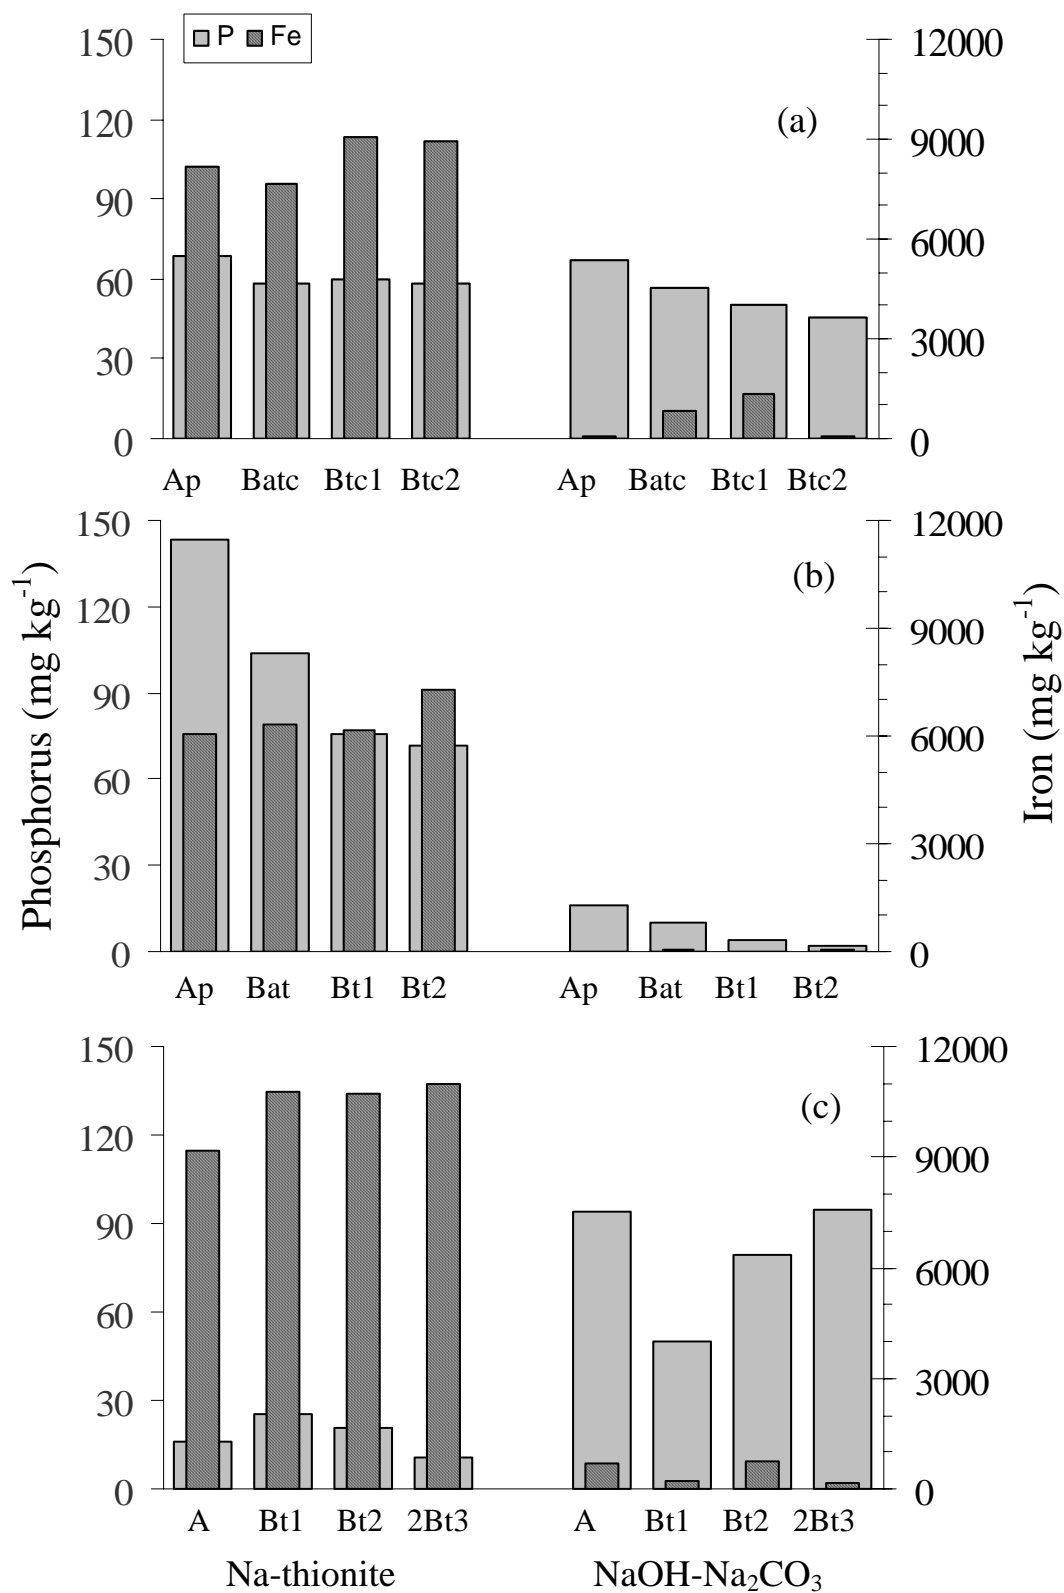 P Fe
150 12000
(a)
120 9000
90
6000
60
30 3000
0 0
Ap Batc Btc1 Btc2 Ap Batc Btc1 Btc2
150 12000
(b)
120
9000
90
6000
60
30 3000
0 0
Ap Bat Bt1 Bt2 Ap Bat Bt1 Bt2
Phosphorus (mg kg-1)
Iron (mg kg-1)
150 12000
(c)
120 9000
90
6000
60
30 3000
0 0
A Bt1 Bt2 2Bt3 A Bt1 Bt2 2Bt3
Na-thionite NaOH-Na2CO3